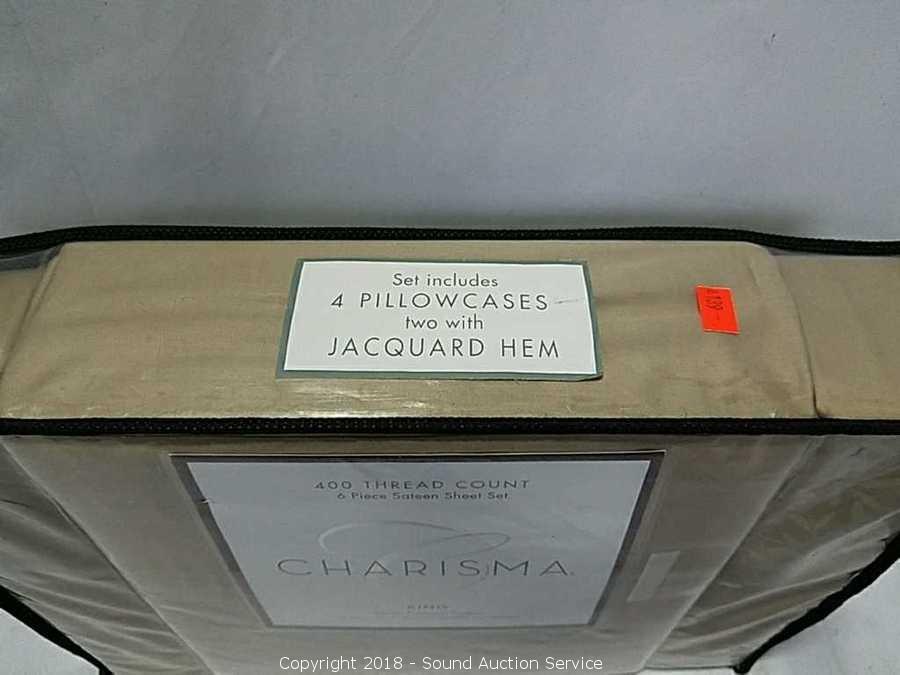 Set includes
4 PILLOWCASES
two with
JACQUARD HEM
400 THREAD COUNT
6 Piece Sateen Sheet Set
CHARISMA
KING
Copyright 2018 - Sound Auction Service